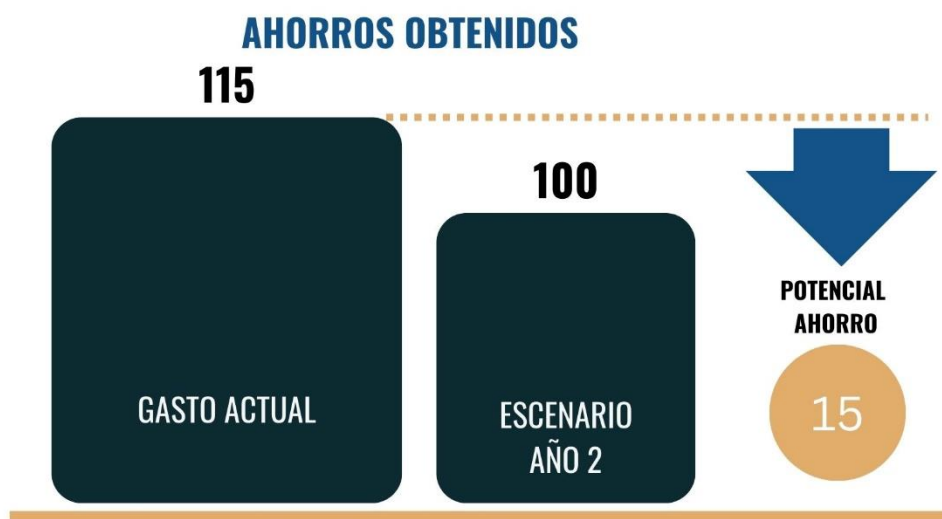 AHORROS OBTENIDOS
115
100
GASTO ACTUAL
ESCENARIO
AÑO 2
POTENCIAL
AHORRO
15